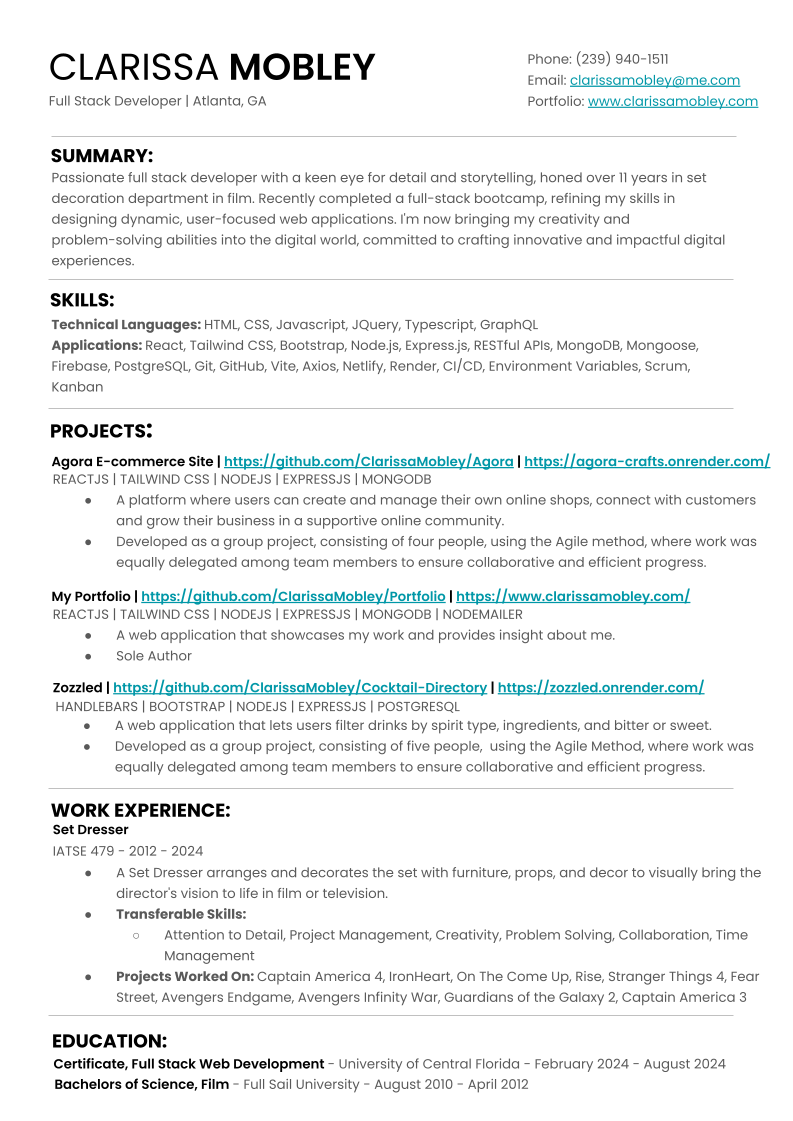 CLARISSA MOBLEY
Full Stack Developer | Atlanta, GA
Phone: (239) 940-1511
Email: clarissamobley@me.com
Portfolio: www.clarissamobley.com
SUMMARY:
Passionate full stack developer with a keen eye for detail and storytelling, honed over 11 years in set
decoration department in film. Recently completed a full-stack bootcamp, refining my skills in
designing dynamic, user-focused web applications. I'm now bringing my creativity and
problem-solving abilities into the digital world, committed to crafting innovative and impactful digital
experiences.
SKILLS:
Technical Languages: HTML, CSS, Javascript, JQuery, Typescript, GraphQL
Applications: React, Tailwind CSS, Bootstrap, Node.js, Express.js, RESTful APIs, MongoDB, Mongoose,
Firebase, PostgreSQL, Git, GitHub, Vite, Axios, Netlify, Render, CI/CD, Environment Variables, Scrum,
Kanban
PROJECTS:
Agora E-commerce Site | https://github.com/ClarissaMobley/Agora | https://agora-crafts.onrender.com/
REACTJS | TAILWIND CSS | NODEJS | EXPRESSJS | MONGODB
● A platform where users can create and manage their own online shops, connect with customers
and grow their business in a supportive online community.
● Developed as a group project, consisting of four people, using the Agile method, where work was
equally delegated among team members to ensure collaborative and efficient progress.
My Portfolio | https://github.com/ClarissaMobley/Portfolio | https://www.clarissamobley.com/
REACTJS | TAILWIND CSS | NODEJS | EXPRESSJS | MONGODB | NODEMAILER
● A web application that showcases my work and provides insight about me.
● Sole Author
Zozzled | https://github.com/ClarissaMobley/Cocktail-Directory | https://zozzled.onrender.com/
HANDLEBARS | BOOTSTRAP | NODEJS | EXPRESSJS | POSTGRESQL
● A web application that lets users filter drinks by spirit type, ingredients, and bitter or sweet.
● Developed as a group project, consisting of five people, using the Agile Method, where work was
equally delegated among team members to ensure collaborative and efficient progress.
WORK EXPERIENCE:
Set Dresser
IATSE 479 - 2012 - 2024
● A Set Dresser arranges and decorates the set with furniture, props, and decor to visually bring the
director's vision to life in film or television.
● Transferable Skills:
○ Attention to Detail, Project Management, Creativity, Problem Solving, Collaboration, Time
Management
● Projects Worked On: Captain America 4, IronHeart, On The Come Up, Rise, Stranger Things 4, Fear
Street, Avengers Endgame, Avengers Infinity War, Guardians of the Galaxy 2, Captain America 3
EDUCATION:
Certificate, Full Stack Web Development - University of Central Florida - February 2024 - August 2024
Bachelors of Science, Film - Full Sail University - August 2010 - April 2012